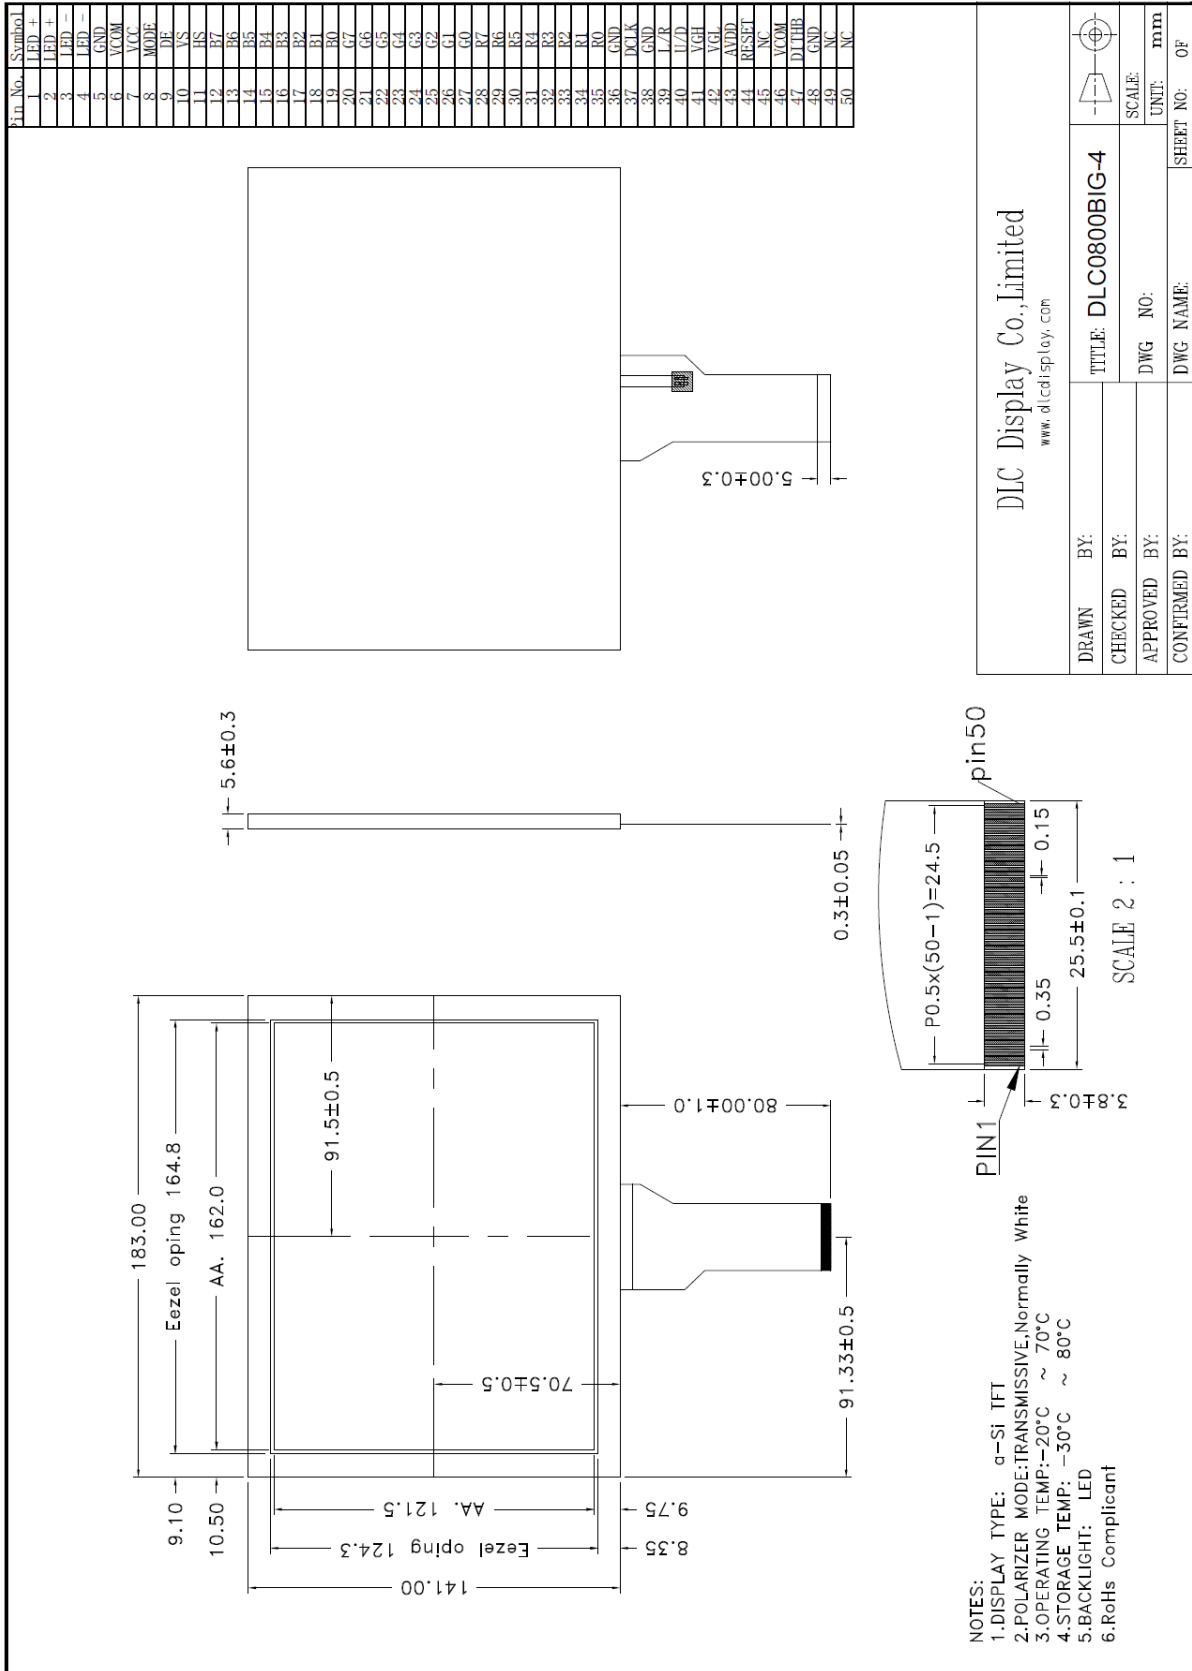 Pin No. Symbol
1 LED +
2 LED +
3 LED -
4 LED -
5 GND
6 VCOM
7 VCC
8 MODE
9 DE
10 VS
11 HS
12 B7
13 B6
14 B5
15 B4
16 B3
17 B2
18 B1
19 B0
20 G7
21 G6
22 G5
23 G4
24 G3
25 G2
26 G1
27 G0
28 R7
29 R6
30 R5
31 R4
32 R3
33 R2
34 R1
35 R0
36 GND
37 DCLK
38 GND
39 L/R
40 U/D
41 VGH
42 VGL
43 AVDD
44 RESET
45 NC
46 VCOM
47 DITHB
48 GND
49 NC
50 NC
183.00
Eezel oping 164.8
AA. 162.0
91.5±0.5
9.10
10.50
141.00
Eezel oping 124.3
AA. 121.5
8.35
9.75
70.5±0.5
80.00±1.0
91.33±0.5
5.6±0.3
0.3±0.05
5.00±0.3
P0.5x(50-1)=24.5
pin50
PIN1
0.35
0.15
25.5±0.1
3.8±0.3
SCALE 2 : 1
NOTES:
1.DISPLAY TYPE: a-Si TFT
2.POLARIZER MODE:TRANSMISSIVE,Normally White
3.OPERATING TEMP:-20°C ~ 70°C
4.STORAGE TEMP: -30°C ~ 80°C
5.BACKLIGHT: LED
6.RoHs Complicant
DLC Display Co.,Limited
www.dlcdisplay.com
DRAWN BY:
CHECKED BY:
APPROVED BY:
CONFIRMED BY:
TITLE: DLC0800BIG-4
DWG NO:
DWG NAME:
SCALE:
UNIT: mm
SHEET NO: OF